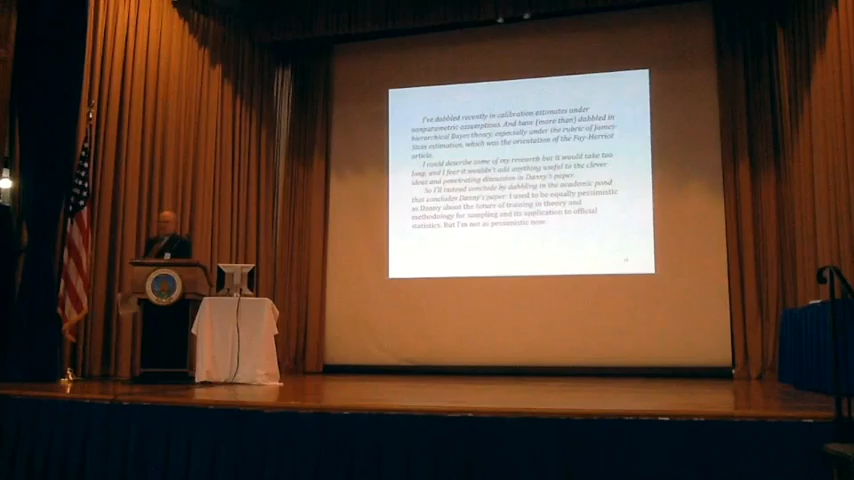 I've dabbled recently in calibration estimates under
nonparametric assumptions. And have [more than] dabbled in
hierarchical Bayes theory, especially under the rubric of James-
Stein estimation, which was the orientation of the Fay-Herriot
article.
I could describe some of my research but it would take too
long, and I fear it wouldn't add anything useful to the clever
ideas and penetrating discussion in Danny's paper.
So I'll instead conclude by dabbling in the academic pond
that concludes Danny's paper: I used to be equally pessimistic
as Danny about the future of training in theory and
methodology for sampling and its application to official
statistics. But I'm not as pessimistic now.